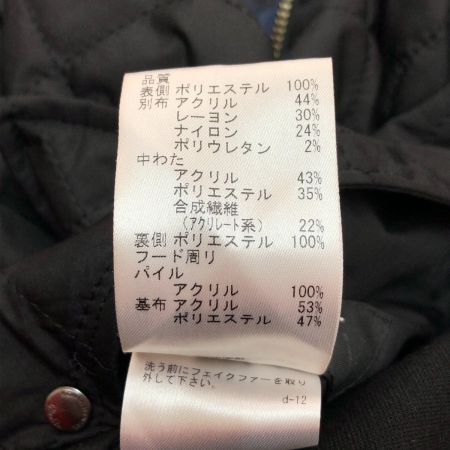 品質
表側 ポリエステル 100%
別布 アクリル 44%
レーヨン 30%
ナイロン 24%
ポリウレタン 2%
中わた
アクリル 43%
ポリエステル 35%
合成繊維
(アクリレート系) 22%
裏側 ポリエステル 100%
フード周リ
パイル
アクリル 100%
基布 アクリル 53%
ポリエステル 47%
洗う前にフェイクファーを取り
外して下さい。
d-12